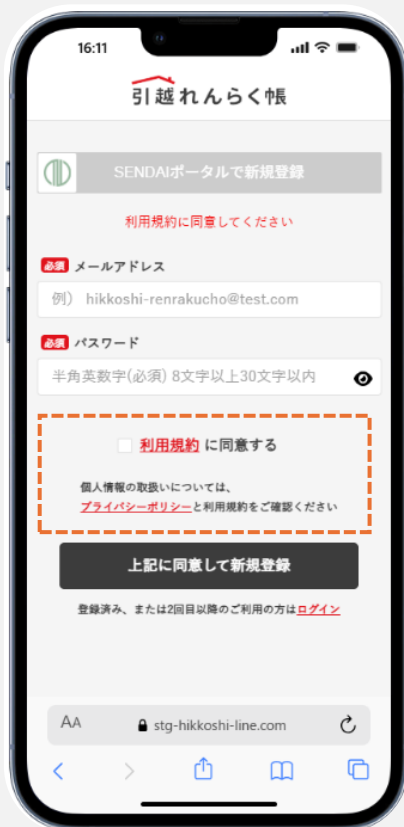 16:11
引越れんらく帳
SENDAIポータルで新規登録
利用規約に同意してください
必須 メールアドレス
例) hikkoshi-renrakucho@test.com
必須 パスワード
半角英数字(必須) 8文字以上30文字以内
利用規約 に同意する
個人情報の取扱いについては、
プライバシーポリシーと利用規約をご確認ください
上記に同意して新規登録
登録済み、または2回目以降のご利用の方はログイン
AA stg-hikkoshi-line.com